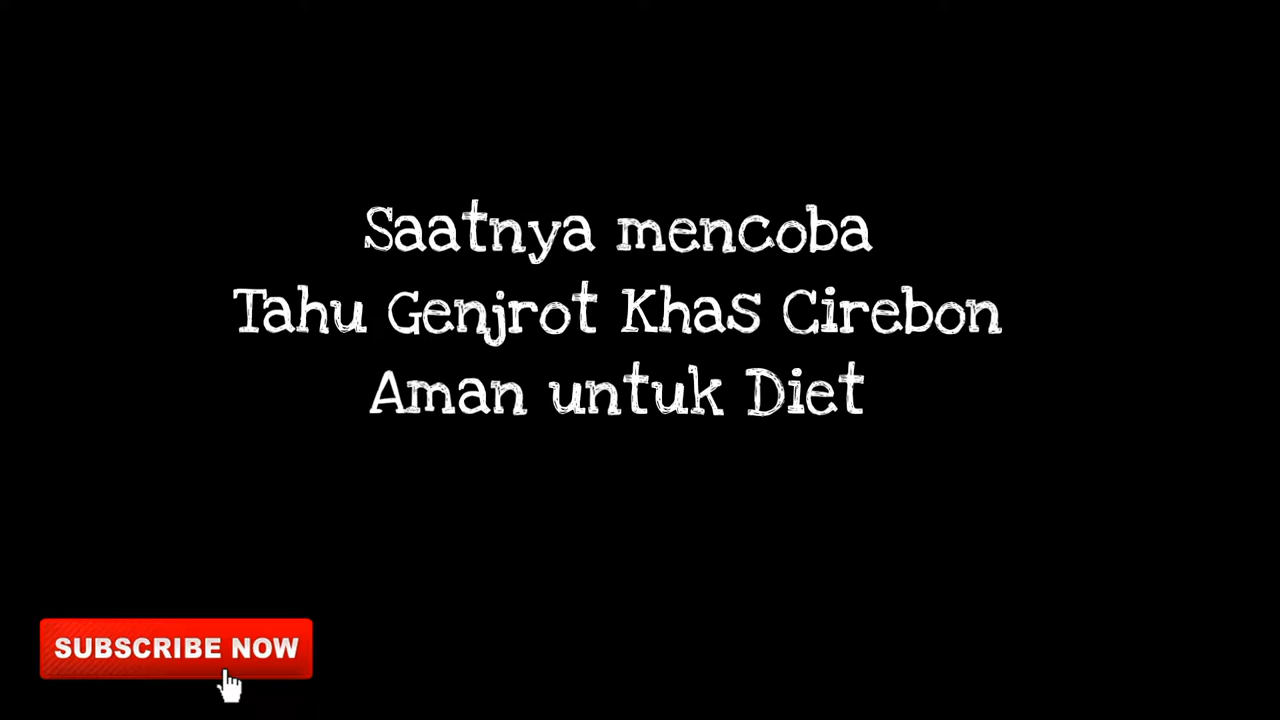 Saatnya mencoba
Tahu Genjrot Khas Cirebon
Aman untuk Diet
SUBSCRIBE NOW